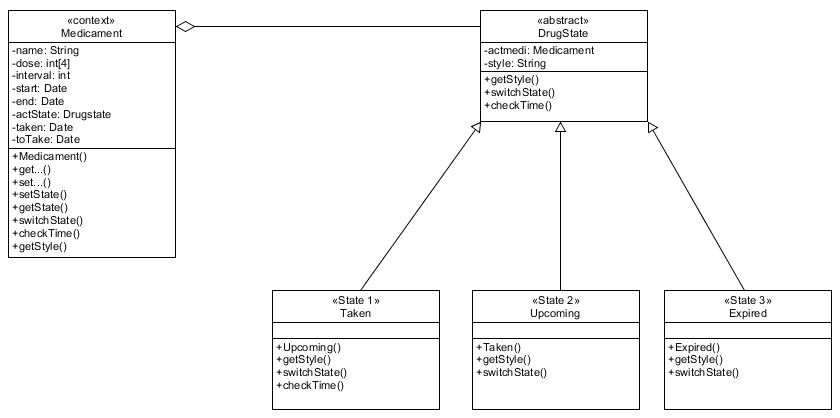 «context»
Medicament
-name: String
-dose: int[4]
-interval: int
-start: Date
-end: Date
-actState: Drugstate
-taken: Date
-toTake: Date
+Medicament()
+get...()
+set...()
+setState()
+getState()
+switchState()
+checkTime()
+getStyle()
«abstract»
DrugState
-actmedi: Medicament
-style: String
+getStyle()
+switchState()
+checkTime()
«State 1»
Taken
+Upcoming()
+getStyle()
+switchState()
+checkTime()
«State 2»
Upcoming
+Taken()
+getStyle()
+switchState()
«State 3»
Expired
+Expired()
+getStyle()
+switchState()